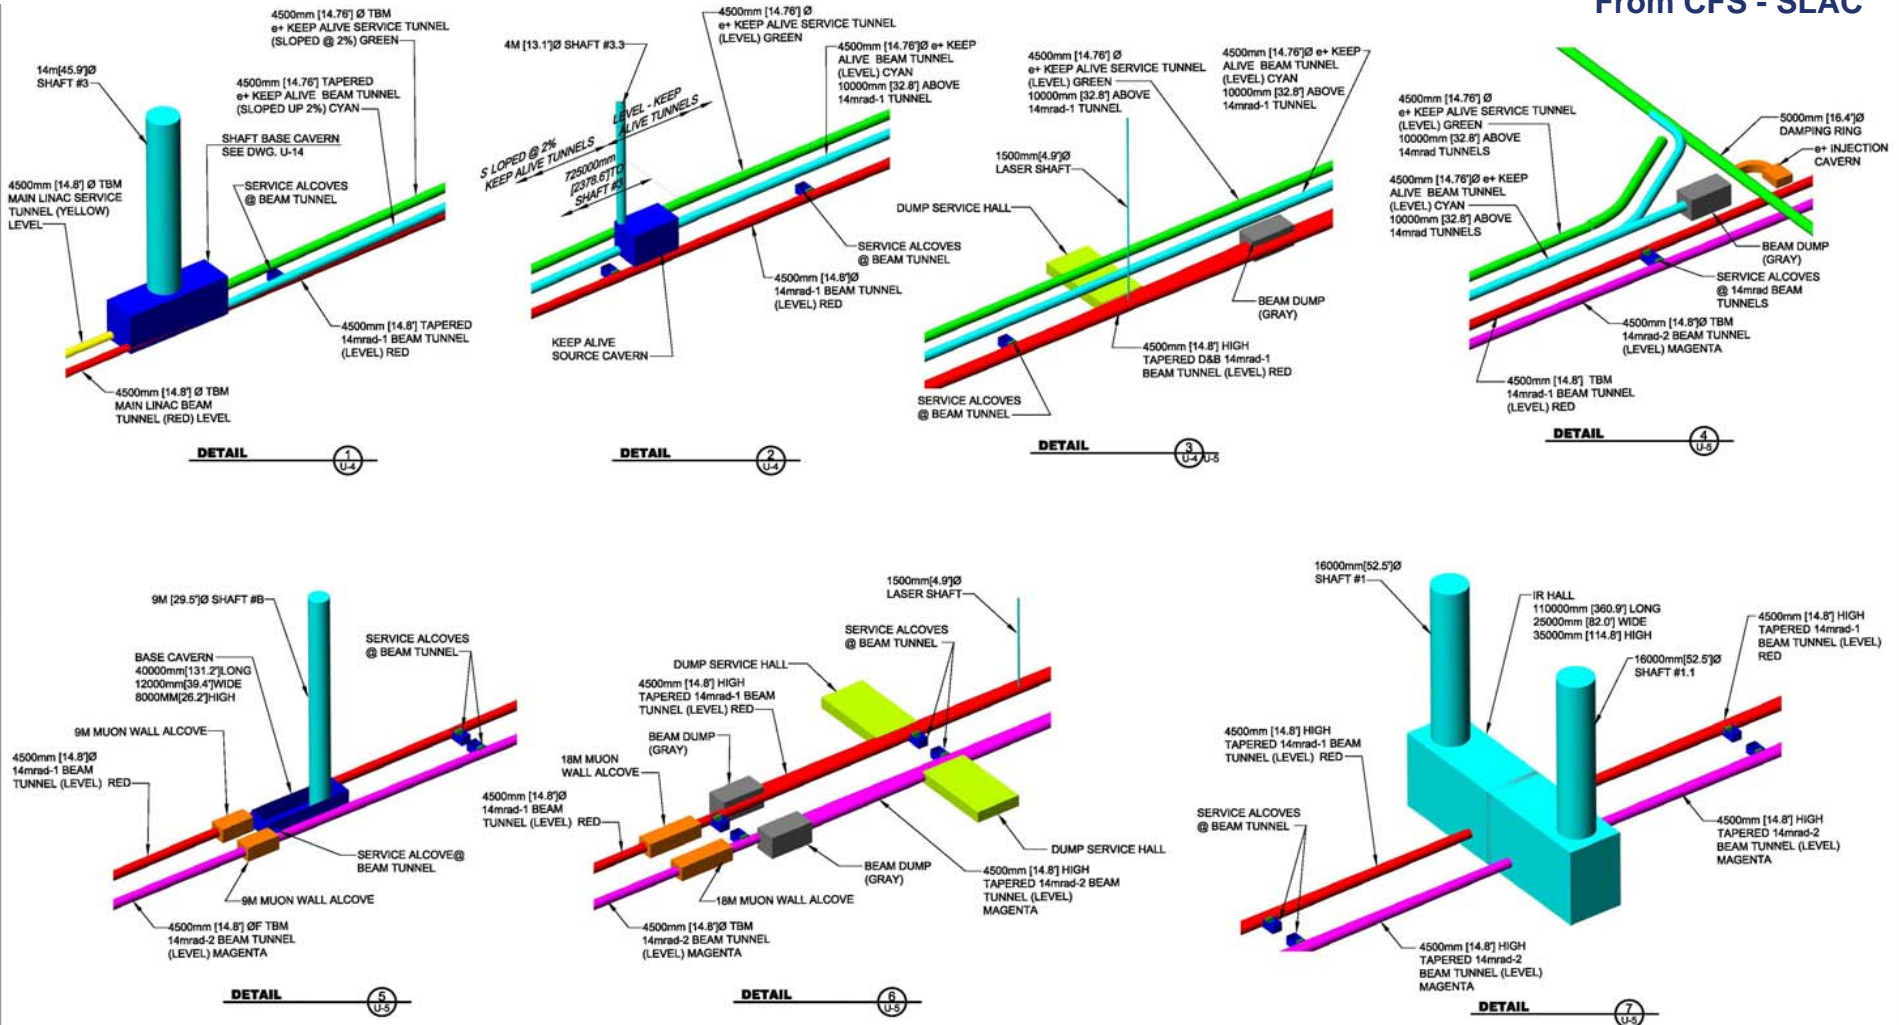 From CFS - SLAC
4500mm [14.76'] Ø TBM
e+ KEEP ALIVE SERVICE TUNNEL
(SLOPED @ 2%) GREEN
14m[45.9']Ø
SHAFT #3
4500mm [14.76'] TAPERED
e+ KEEP ALIVE BEAM TUNNEL
(SLOPED UP 2%) CYAN
SHAFT BASE CAVERN
SEE DWG. U-14
4500mm [14.8'] Ø TBM
MAIN LINAC SERVICE
TUNNEL (YELLOW)
LEVEL
SERVICE ALCOVES
@ BEAM TUNNEL
4500mm [14.8'] TAPERED
14mrad-1 BEAM TUNNEL
(LEVEL) RED
4500mm [14.8'] Ø TBM
MAIN LINAC BEAM
TUNNEL (RED) LEVEL
DETAIL
1
U-4
4500mm [14.76'] Ø
e+ KEEP ALIVE SERVICE TUNNEL
(LEVEL) GREEN
4M [13.1']Ø SHAFT #3.3
4500mm [14.76']Ø e+ KEEP
ALIVE BEAM TUNNEL
(LEVEL) CYAN
10000mm [32.8'] ABOVE
14mrad-1 TUNNEL
LEVEL - KEEP
ALIVE TUNNELS
S LOPED @ 2%
KEEP ALIVE TUNNELS
725000mm
[2378.6']TO
SHAFT #3
SERVICE ALCOVES
@ BEAM TUNNEL
4500mm [14.8']Ø
14mrad-1 BEAM TUNNEL
(LEVEL) RED
KEEP ALIVE
SOURCE CAVERN
DETAIL
2
U-4
4500mm [14.76'] Ø
e+ KEEP ALIVE SERVICE TUNNEL
(LEVEL) GREEN
10000mm [32.8'] ABOVE
14mrad-1 TUNNEL
4500mm [14.76']Ø e+ KEEP
ALIVE BEAM TUNNEL
(LEVEL) CYAN
10000mm [32.8'] ABOVE
14mrad-1 TUNNEL
1500mm[4.9']Ø
LASER SHAFT
DUMP SERVICE HALL
BEAM DUMP
(GRAY)
4500mm [14.8'] HIGH
TAPERED D&B 14mrad-1
BEAM TUNNEL (LEVEL) RED
SERVICE ALCOVES
@ BEAM TUNNEL
DETAIL
3
U-4 U-5
4500mm [14.76'] Ø
e+ KEEP ALIVE SERVICE TUNNEL
(LEVEL) GREEN
10000mm [32.8'] ABOVE
14mrad TUNNELS
5000mm [16.4']Ø
DAMPING RING
e+ INJECTION
CAVERN
4500mm [14.76']Ø e+ KEEP
ALIVE BEAM TUNNEL
(LEVEL) CYAN
10000mm [32.8'] ABOVE
14mrad TUNNELS
BEAM DUMP
(GRAY)
SERVICE ALCOVES
@ 14mrad BEAM
TUNNELS
4500mm [14.8']Ø TBM
14mrad-2 BEAM TUNNEL
(LEVEL) MAGENTA
4500mm [14.8'] TBM
14mrad-1 BEAM TUNNEL
(LEVEL) RED
DETAIL
4
U-5
9M [29.5']Ø SHAFT #B
SERVICE ALCOVES
@ BEAM TUNNEL
BASE CAVERN
40000mm[131.2']LONG
12000mm[39.4']WIDE
8000MM[26.2']HIGH
9M MUON WALL ALCOVE
4500mm [14.8']Ø
14mrad-1 BEAM
TUNNEL (LEVEL) RED
SERVICE ALCOVE@
BEAM TUNNEL
9M MUON WALL ALCOVE
4500mm [14.8'] ØF TBM
14mrad-2 BEAM TUNNEL
(LEVEL) MAGENTA
DETAIL
5
U-5
1500mm[4.9']Ø
LASER SHAFT
SERVICE ALCOVES
@ BEAM TUNNEL
DUMP SERVICE HALL
4500mm [14.8'] HIGH
TAPERED 14mrad-1 BEAM
TUNNEL (LEVEL) RED
BEAM DUMP
(GRAY)
18M MUON
WALL ALCOVE
4500mm [14.8']Ø
14mrad-1 BEAM
TUNNEL (LEVEL) RED
DUMP SERVICE HALL
BEAM DUMP
(GRAY)
4500mm [14.8'] HIGH
TAPERED 14mrad-2 BEAM
TUNNEL (LEVEL)
MAGENTA
18M MUON WALL ALCOVE
4500mm [14.8']Ø TBM
14mrad-2 BEAM TUNNEL
(LEVEL) MAGENTA
DETAIL
6
U-5
16000mm[52.5']Ø
SHAFT #1
IR HALL
110000mm [360.9'] LONG
25000mm [82.0'] WIDE
35000mm [114.8'] HIGH
4500mm [14.8'] HIGH
TAPERED 14mrad-1
BEAM TUNNEL (LEVEL)
RED
16000mm[52.5']Ø
SHAFT #1.1
4500mm [14.8'] HIGH
TAPERED 14mrad-1 BEAM
TUNNEL (LEVEL) RED
SERVICE ALCOVES
@ BEAM TUNNEL
4500mm [14.8'] HIGH
TAPERED 14mrad-2
BEAM TUNNEL (LEVEL)
MAGENTA
4500mm [14.8'] HIGH
TAPERED 14mrad-2
BEAM TUNNEL (LEVEL)
MAGENTA
DETAIL
7
U-5